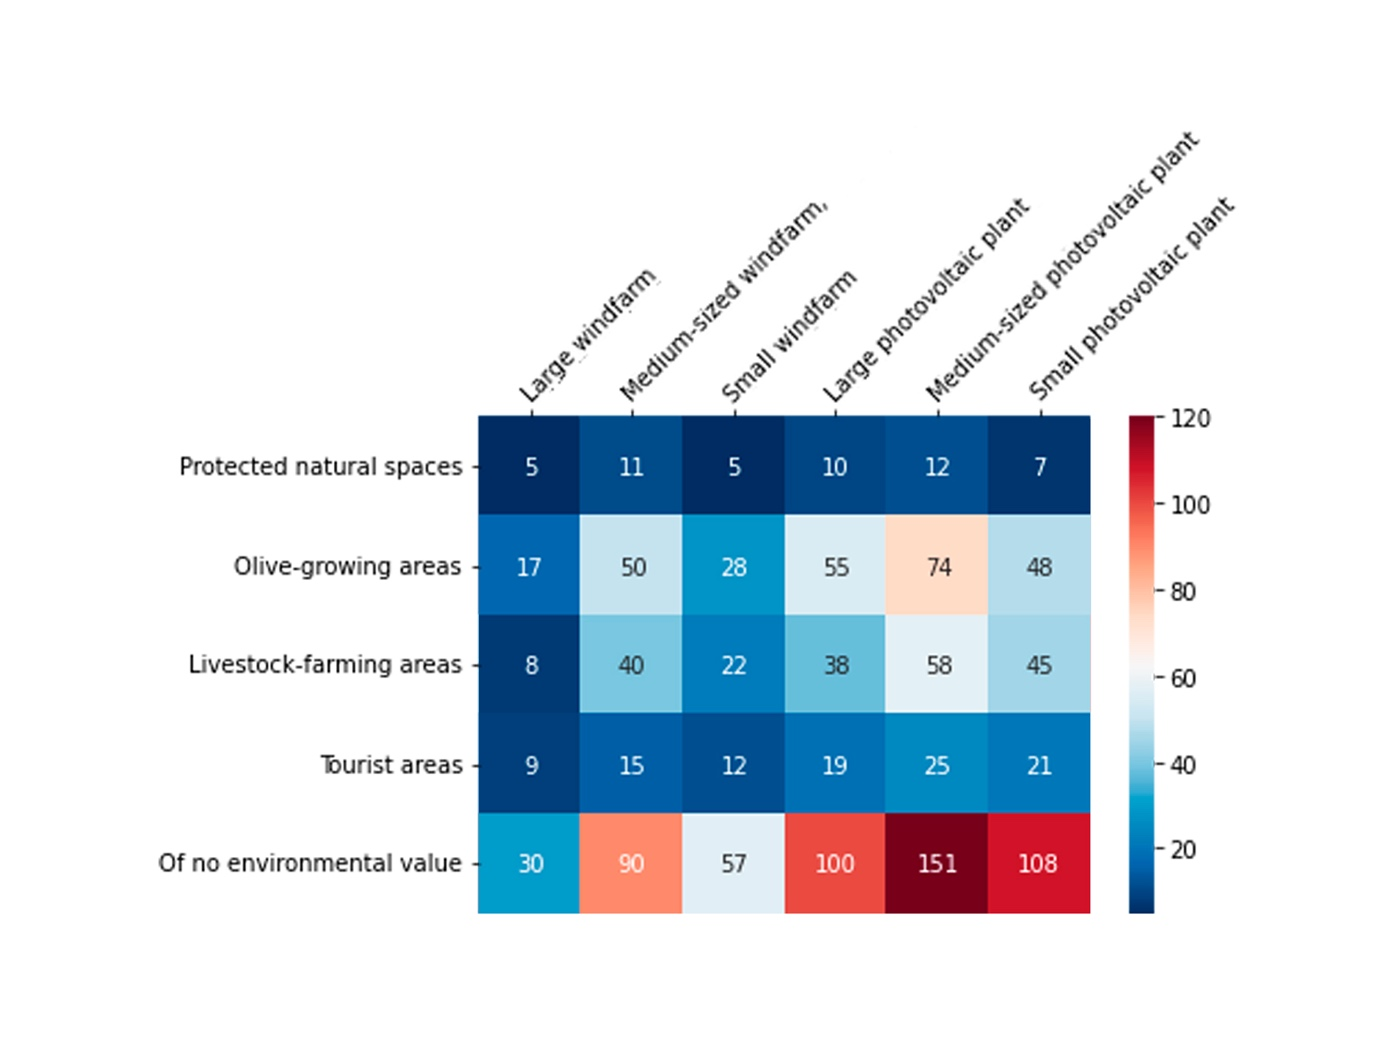 Large windfarm
Medium-sized windfarm,
Small windfarm
Large photovoltaic plant
Medium-sized photovoltaic plant
Small photovoltaic plant
Protected natural spaces 5 11 5 10 12 7
Olive-growing areas 17 50 28 55 74 48
Livestock-farming areas 8 40 22 38 58 45
Tourist areas 9 15 12 19 25 21
Of no environmental value 30 90 57 100 151 108
120
100
80
60
40
20